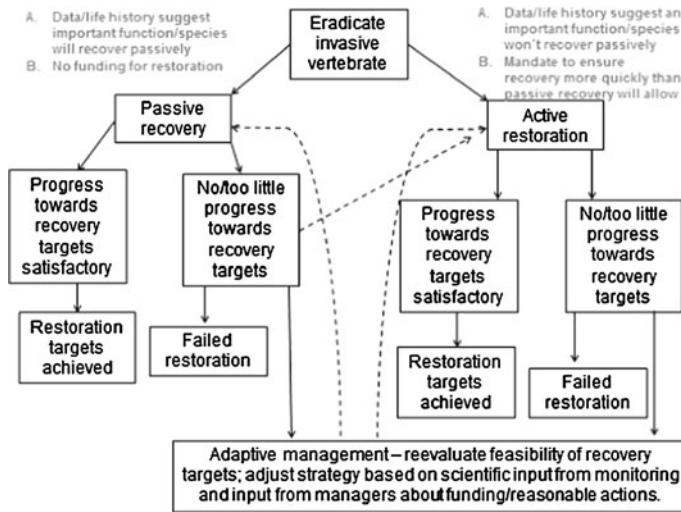 A. Data/life history suggest
important function/species
will recover passively
B. No funding for restoration
Eradicate
invasive
vertebrate
A. Data/life history suggest an
important function/species
won't recover passively
B. Mandate to ensure
recovery more quickly than
passive recovery will allow
Passive
recovery
Active
restoration
Progress
towards
recovery
targets
satisfactory
No/too little
progress
towards
recovery
targets
Progress
towards
recovery
targets
satisfactory
No/too little
progress
towards
recovery
targets
Restoration
targets
achieved
Failed
restoration
Restoration
targets
achieved
Failed
restoration
Adaptive management – reevaluate feasibility of recovery
targets; adjust strategy based on scientific input from monitoring
and input from managers about funding/reasonable actions.